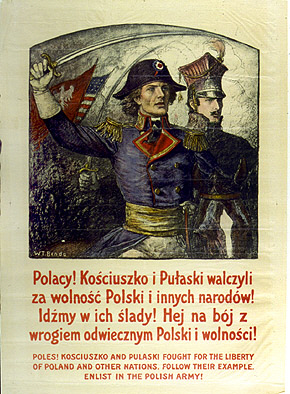 W.T. Benda
Polacy! Kościuszko i Pułaski walczyli
za wolność Polski i innych narodów!
Idźmy w ich ślady! Hej na bój z
wrogiem odwiecznym Polski i wolności!
POLES! KOSCIUSZKO AND PULASKI FOUGHT FOR THE LIBERTY
OF POLAND AND OTHER NATIONS. FOLLOW THEIR EXAMPLE.
ENLIST IN THE POLISH ARMY!